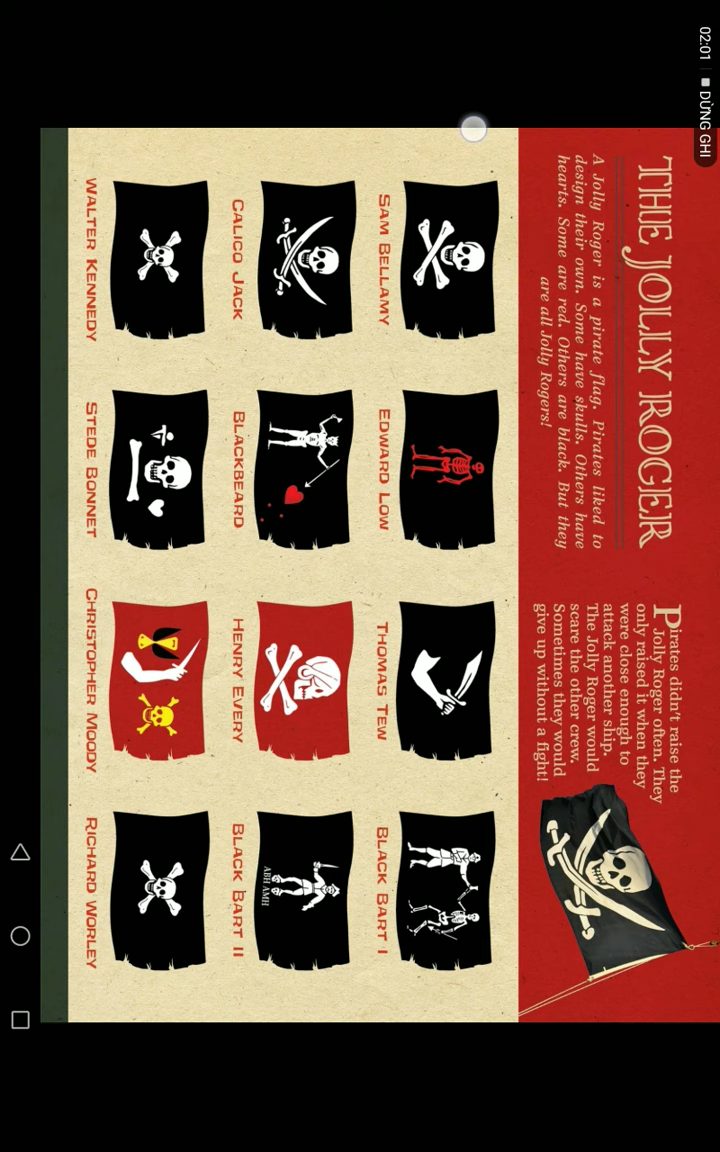 02:01
DỪNG GHI
THE JOLLY ROGER
A Jolly Roger is a pirate flag. Pirates liked to
design their own. Some have skulls. Others have
hearts. Some are red. Others are black. But they
are all Jolly Rogers!
Pirates didn't raise the
Jolly Roger often. They
only raised it when they
were close enough to
attack another ship.
The Jolly Roger would
scare the other crew.
Sometimes they would
give up without a fight!
SAM BELLAMY
EDWARD LOW
THOMAS TEW
BLACK BART I
CALICO JACK
BLACKBEARD
HENRY EVERY
ABH AMH
BLACK BART II
WALTER KENNEDY
STEDE BONNET
CHRISTOPHER MOODY
RICHARD WORLEY